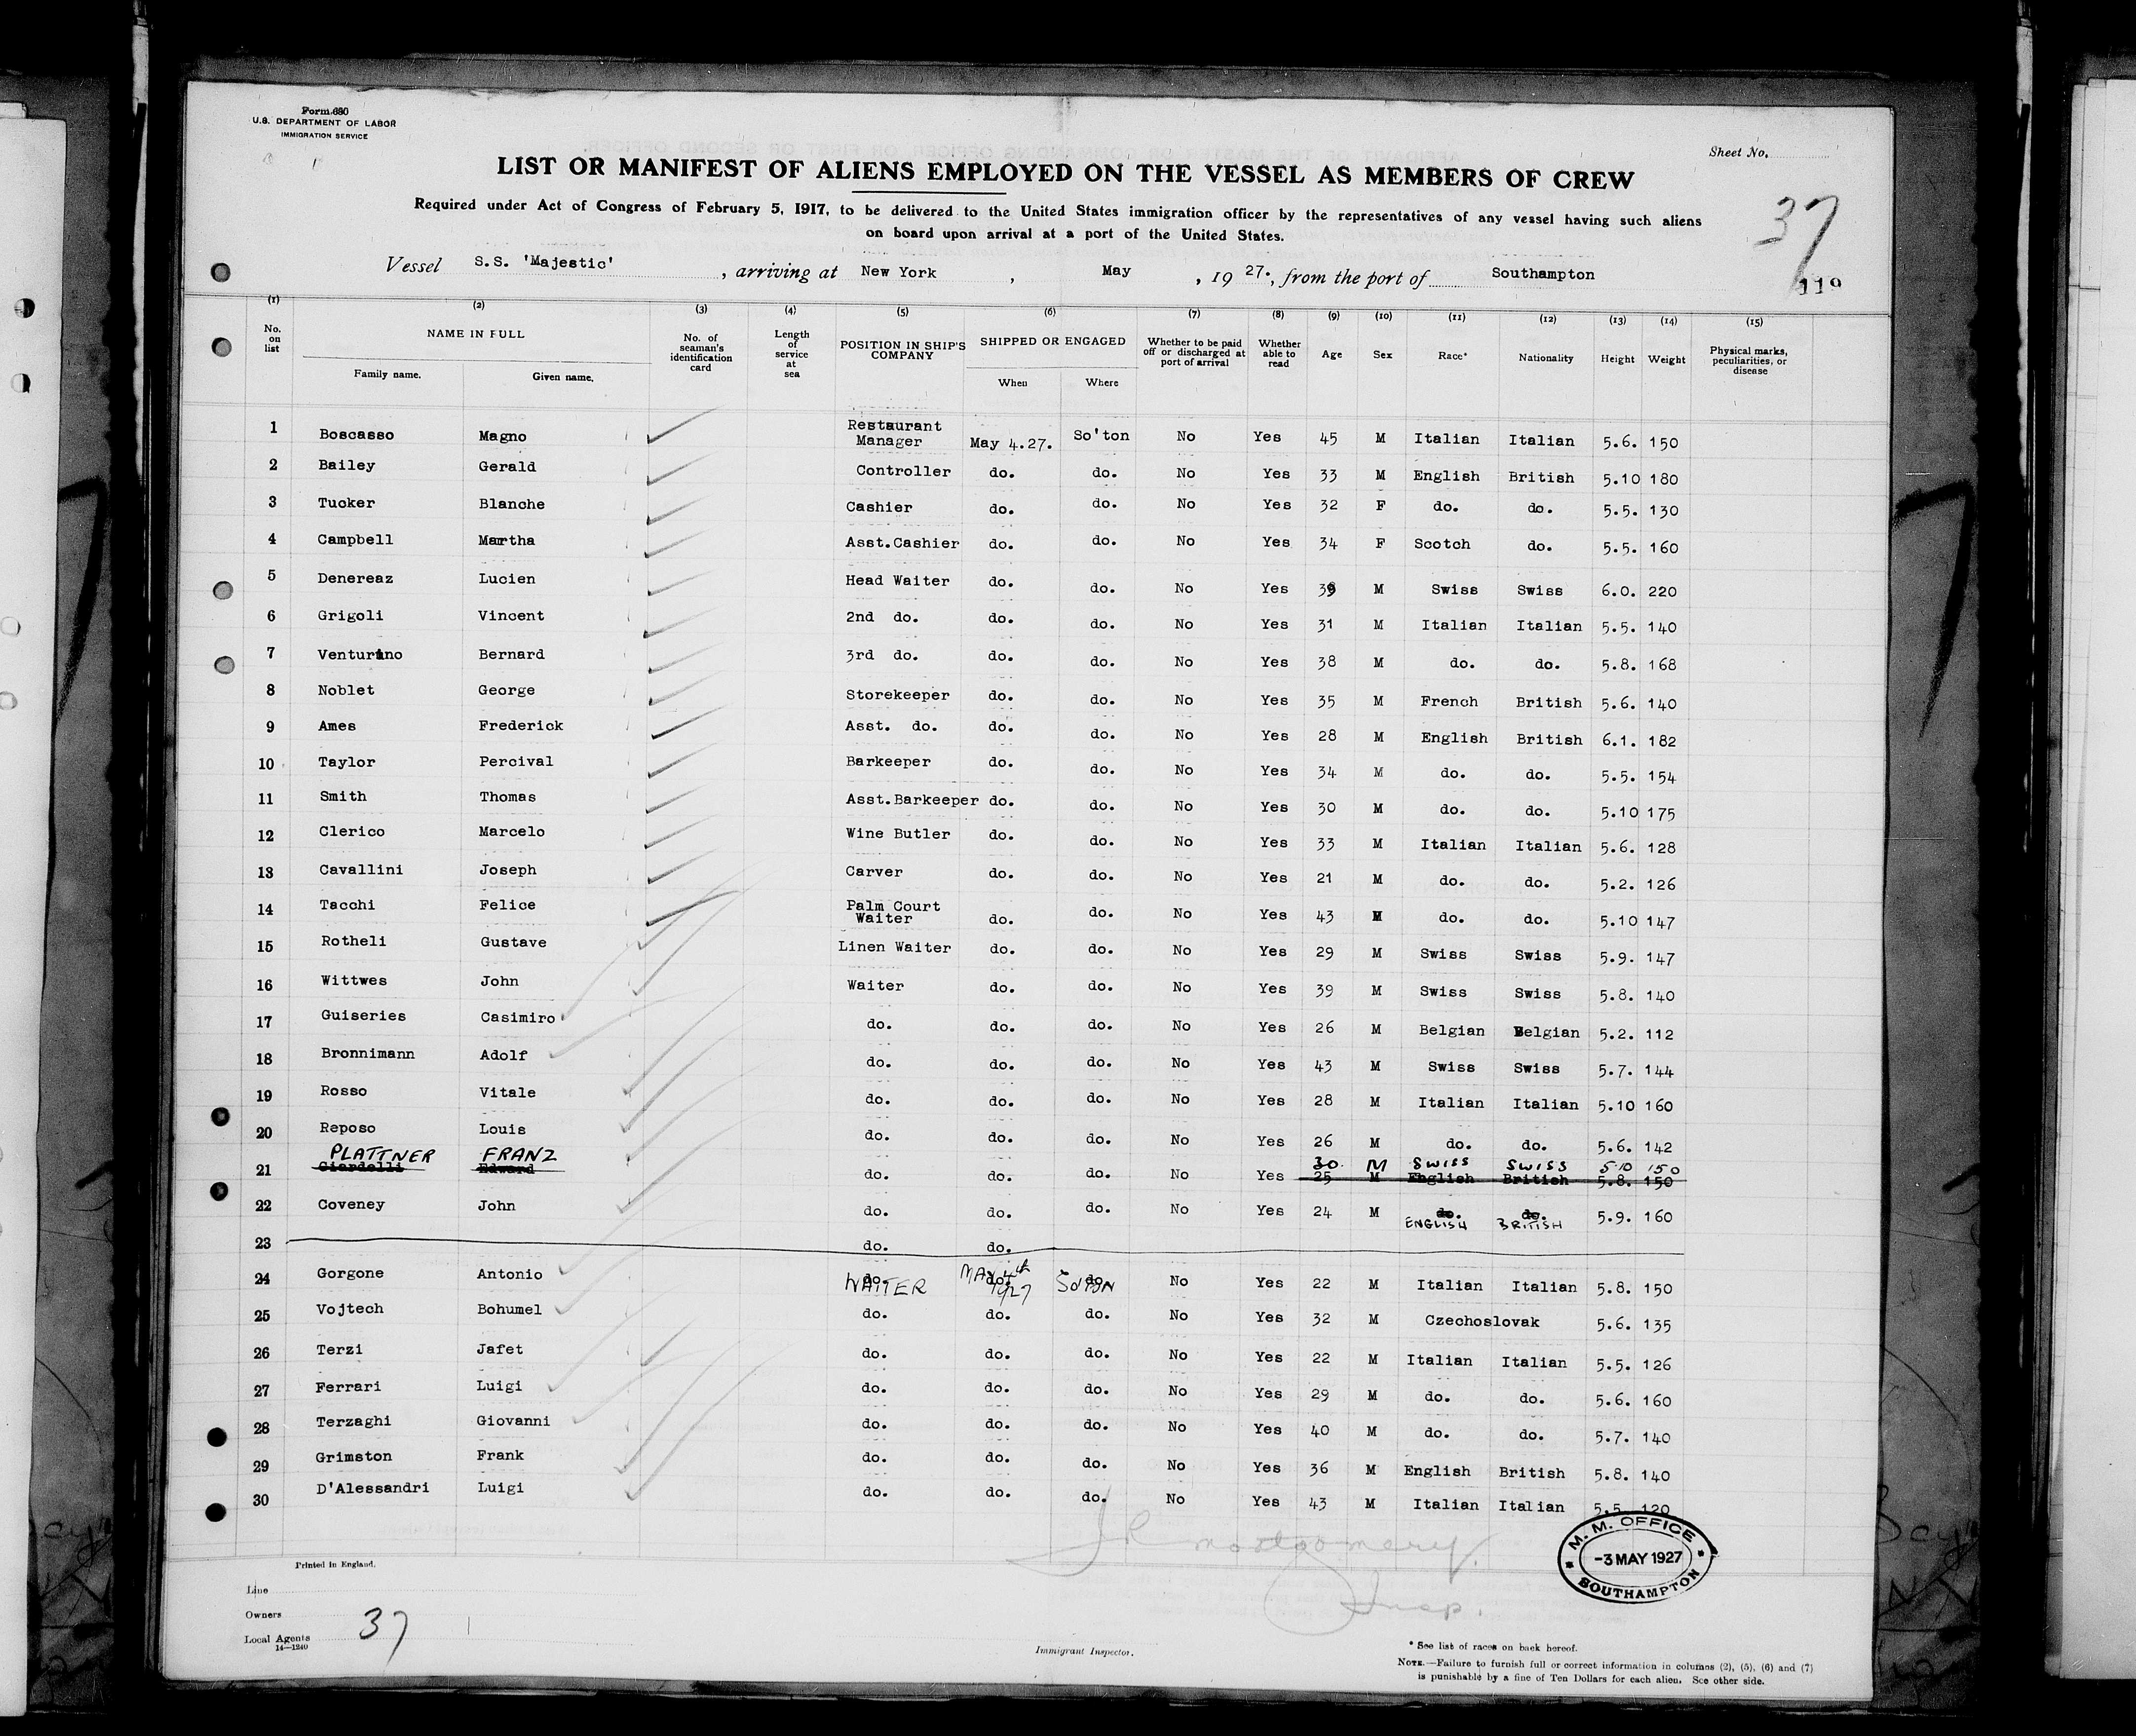 Form 680
U.S. DEPARTMENT OF LABOR
IMMIGRATION SERVICE
Sheet No.
LIST OR MANIFEST OF ALIENS EMPLOYED ON THE VESSEL AS MEMBERS OF CREW
Required under Act of Congress of February 5, 1917, to be delivered to the United States immigration officer by the representatives of any vessel having such aliens
on board upon arrival at a port of the United States.
37
Vessel S.S. 'Majestic', arriving at New York, May, 19 27., from the port of Southampton
119
(1) (2) (3) (4) (5) (6) (7) (8) (9) (10) (11) (12) (13) (14) (15)
No. on list NAME IN FULL Family name. Given name. No. of seaman's identification card Length of service at sea POSITION IN SHIP'S COMPANY SHIPPED OR ENGAGED When Where Whether to be paid off or discharged at port of arrival Whether able to read Age Sex Race* Nationality Height Weight Physical marks, peculiarities, or disease
1 Boscasso Magno Restaurant Manager May 4.27. So'ton No Yes 45 M Italian Italian 5.6. 150
2 Bailey Gerald Controller do. do. No Yes 33 M English British 5.10 180
3 Tucker Blanche Cashier do. do. No Yes 32 F do. do. 5.5. 130
4 Campbell Martha Asst.Cashier do. do. No Yes 34 F Scotch do. 5.5. 160
5 Denereaz Lucien Head Waiter do. do. No Yes 39 M Swiss Swiss 6.0. 220
6 Grigoli Vincent 2nd do. do. do. No Yes 31 M Italian Italian 5.5. 140
7 Venturino Bernard 3rd do. do. do. No Yes 38 M do. do. 5.8. 168
8 Noblet George Storekeeper do. do. No Yes 35 M French British 5.6. 140
9 Ames Frederick Asst. do. do. do. No Yes 28 M English British 6.1. 182
10 Taylor Percival Barkeeper do. do. No Yes 34 M do. do. 5.5. 154
11 Smith Thomas Asst.Barkeeper do. do. No Yes 30 M do. do. 5.10 175
12 Clerico Marcelo Wine Butler do. do. No Yes 33 M Italian Italian 5.6. 128
13 Cavallini Joseph Carver do. do. No Yes 21 M do. do. 5.2. 126
14 Tacchi Felice Palm Court Waiter do. do. No Yes 43 M do. do. 5.10 147
15 Rotheli Gustave Linen Waiter do. do. No Yes 29 M Swiss Swiss 5.9. 147
16 Wittwes John Waiter do. do. No Yes 39 M Swiss Swiss 5.8. 140
17 Guiseries Casimiro do. do. do. No Yes 26 M Belgian Belgian 5.2. 112
18 Bronnimann Adolf do. do. do. No Yes 43 M Swiss Swiss 5.7. 144
19 Rosso Vitale do. do. do. No Yes 28 M Italian Italian 5.10 160
20 Reposo Louis do. do. do. No Yes 26 M do. do. 5.6. 142
PLATTNER FRANZ 30. M SWISS SWISS 5 10 150
21 Ciardelli Edward do. do. do. No Yes 25 M English British 5.8. 150
22 Coveney John do. do. do. No Yes 24 M do. do. 5.9. 160
ENGLISH BRITISH
23 do. do.
24 Gorgone Antonio do. do. do. No Yes 22 M Italian Italian 5.8. 150
WAITER MAY 4th 1927 SOTON
25 Vojtech Bohumel do. do. do. No Yes 32 M Czechoslovak 5.6. 135
26 Terzi Jafet do. do. do. No Yes 22 M Italian Italian 5.5. 126
27 Ferrari Luigi do. do. do. No Yes 29 M do. do. 5.6. 160
28 Terzaghi Giovanni do. do. do. No Yes 40 M do. do. 5.7. 140
29 Grimston Frank do. do. do. No Yes 36 M English British 5.8. 140
30 D'Alessandri Luigi do. do. do. No Yes 43 M Italian Italian 5.5. 120
Montgomery
Insp.
M. M. OFFICE
-3 MAY 1927
SOUTHAMPTON
Printed in England.
Line
Owners
37
Local Agents
14—1240
Immigrant Inspector.
* See list of races on back hereof.
NOTE.—Failure to furnish full or correct information in columns (2), (5), (6) and (7)
is punishable by a fine of Ten Dollars for each alien. See other side.